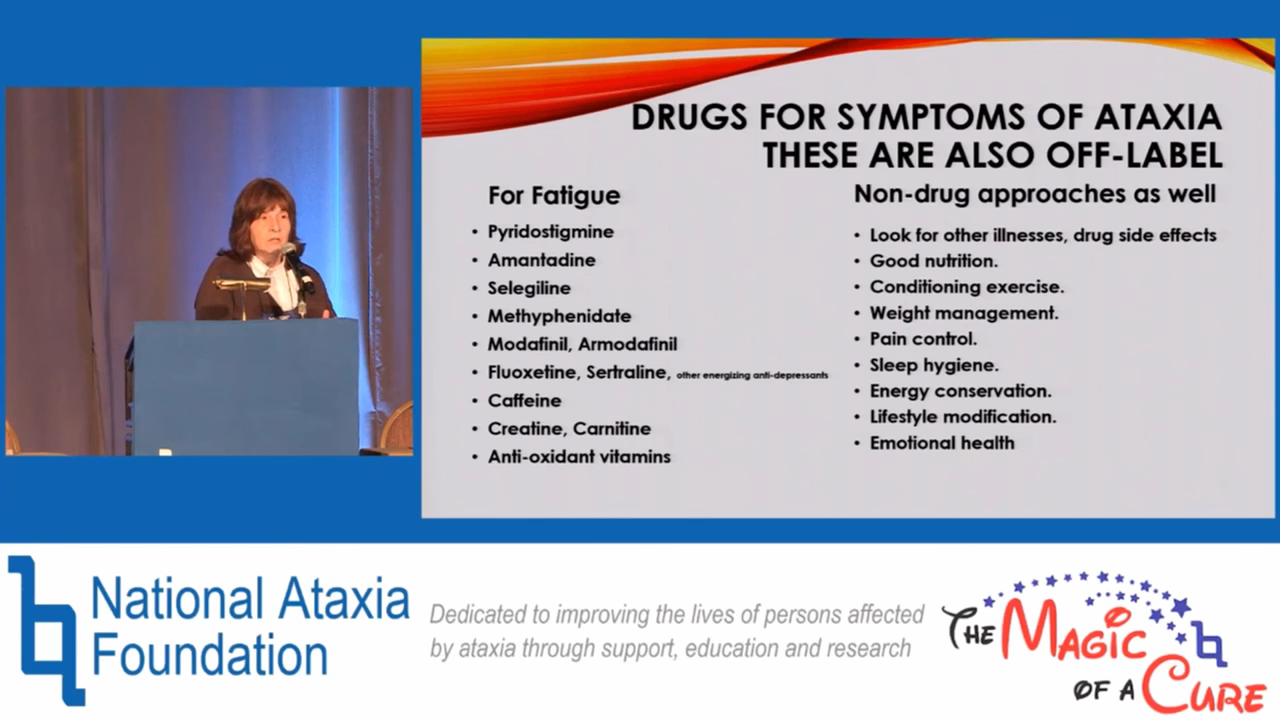 DRUGS FOR SYMPTOMS OF ATAXIA
THESE ARE ALSO OFF-LABEL
For Fatigue
• Pyridostigmine
• Amantadine
• Selegiline
• Methyphenidate
• Modafinil, Armodafinil
• Fluoxetine, Sertraline, other energizing anti-depressants
• Caffeine
• Creatine, Carnitine
• Anti-oxidant vitamins
Non-drug approaches as well
• Look for other illnesses, drug side effects
• Good nutrition.
• Conditioning exercise.
• Weight management.
• Pain control.
• Sleep hygiene.
• Energy conservation.
• Lifestyle modification.
• Emotional health
National Ataxia
Foundation
Dedicated to improving the lives of persons affected
by ataxia through support, education and research
THE MAGIC
OF A CURE